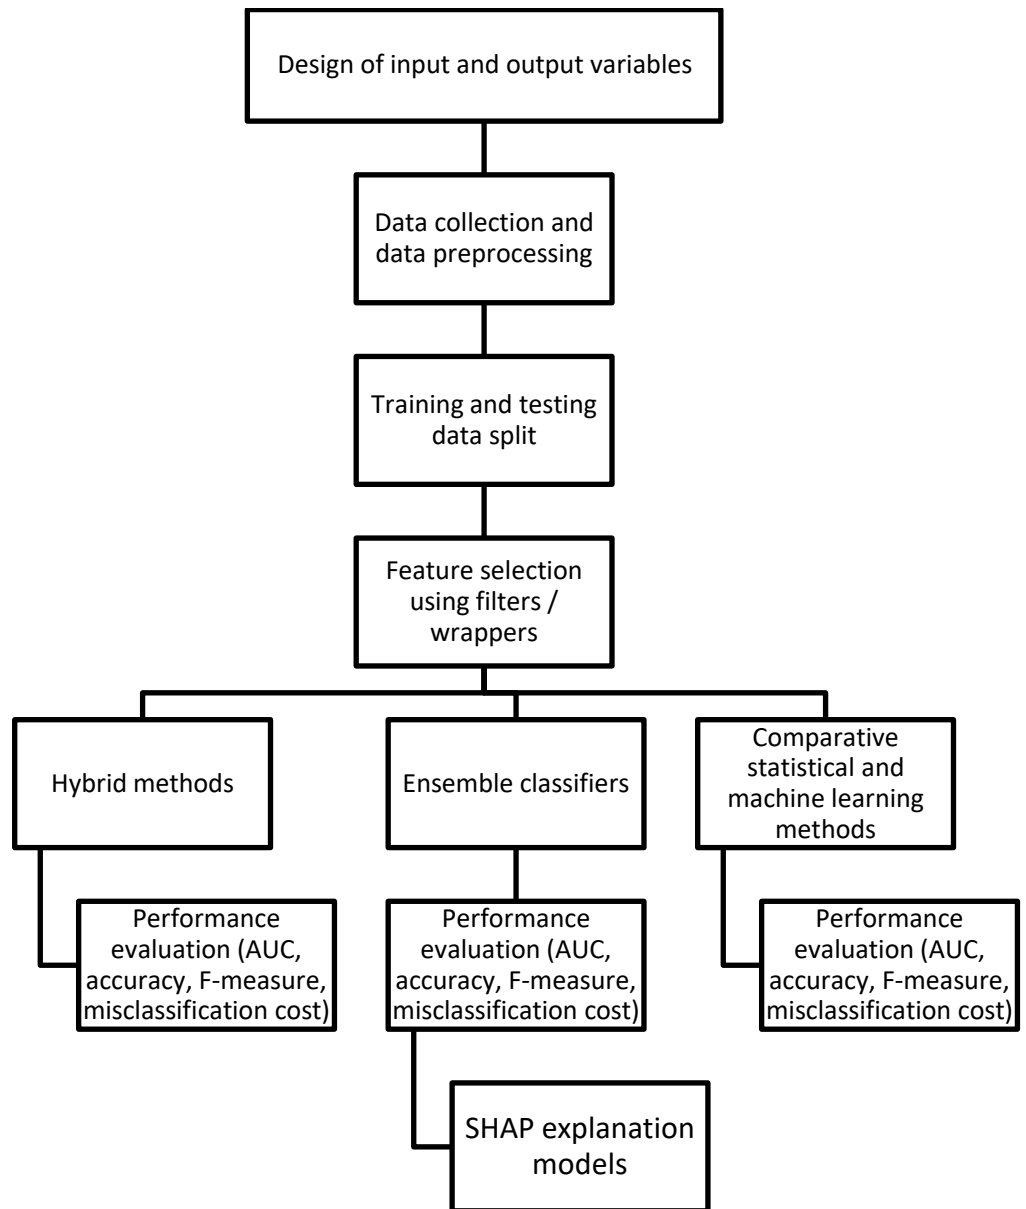 Design of input and output variables
Data collection and
data preprocessing
Training and testing
data split
Feature selection
using filters /
wrappers
Hybrid methods
Ensemble classifiers
Comparative
statistical and
machine learning
methods
Performance
evaluation (AUC,
accuracy, F-measure,
misclassification cost)
Performance
evaluation (AUC,
accuracy, F-measure,
misclassification cost)
Performance
evaluation (AUC,
accuracy, F-measure,
misclassification cost)
SHAP explanation
models